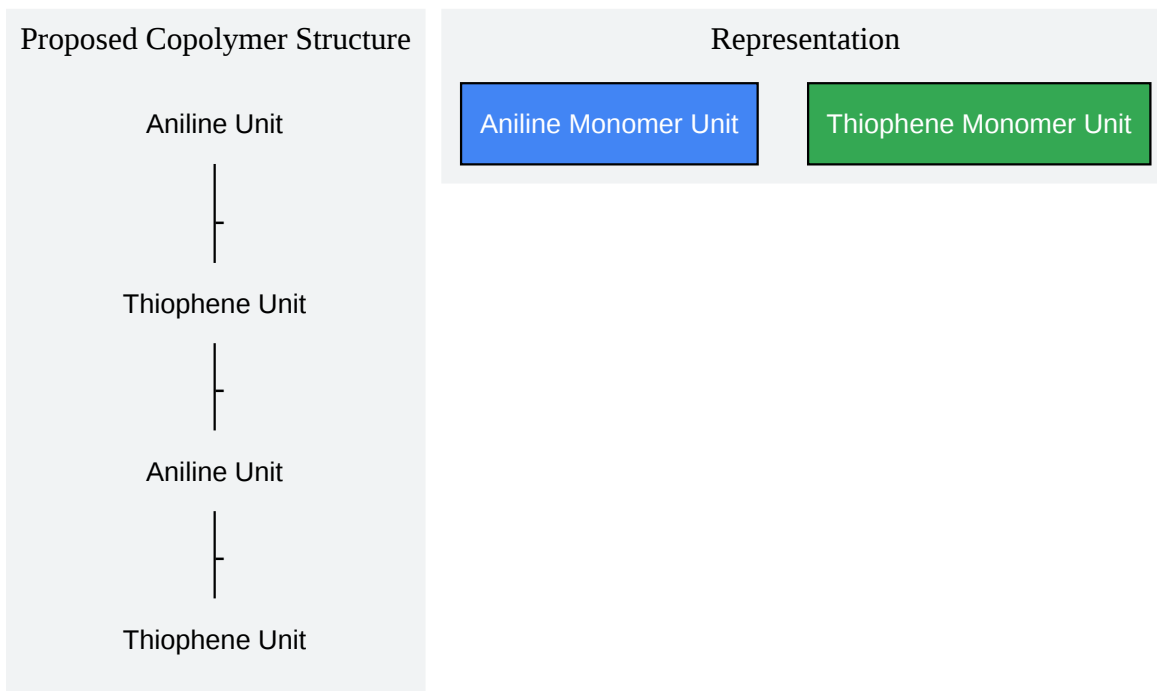 Proposed Copolymer Structure
Aniline Unit
Thiophene Unit
Aniline Unit
Thiophene Unit
Representation
Aniline Monomer Unit
Thiophene Monomer Unit